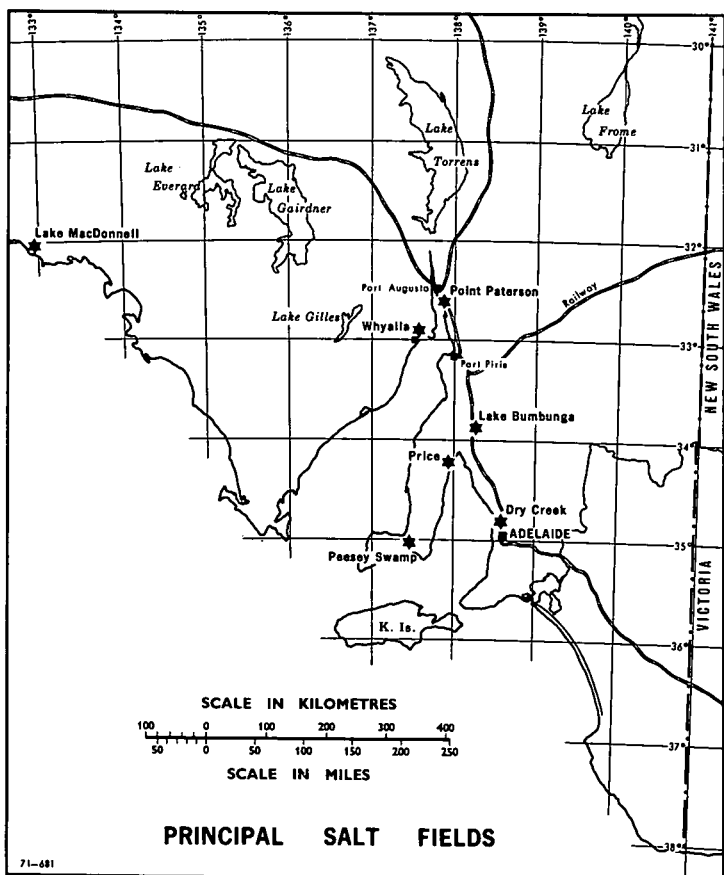 133°
134°
135°
136°
137°
138°
139°
140°
141°
30°
Lake
Frome
Lake
Torrens
31°
Lake
Everard
Lake
Gairdner
Lake MacDonnell
32°
Port Augusta
Point Paterson
Railway
Lake Gilles
Whyalla
33°
Port Pirie
NEW SOUTH WALES
Lake Bumbunga
34°
Price
Dry Creek
ADELAIDE
35°
Peesey Swamp
VICTORIA
K. Is.
36°
SCALE IN KILOMETRES
100 0 100 200 300 400
50 0 50 100 150 200 250
SCALE IN MILES
37°
PRINCIPAL SALT FIELDS
38°
71-681